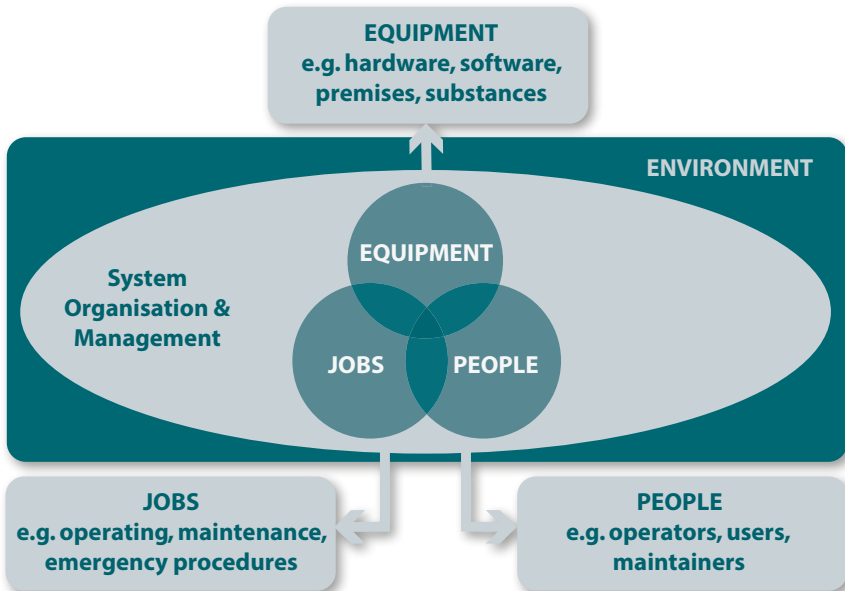 EQUIPMENT
e.g. hardware, software,
premises, substances
ENVIRONMENT
System
Organisation &
Management
EQUIPMENT
JOBS
PEOPLE
JOBS
e.g. operating, maintenance,
emergency procedures
PEOPLE
e.g. operators, users,
maintainers